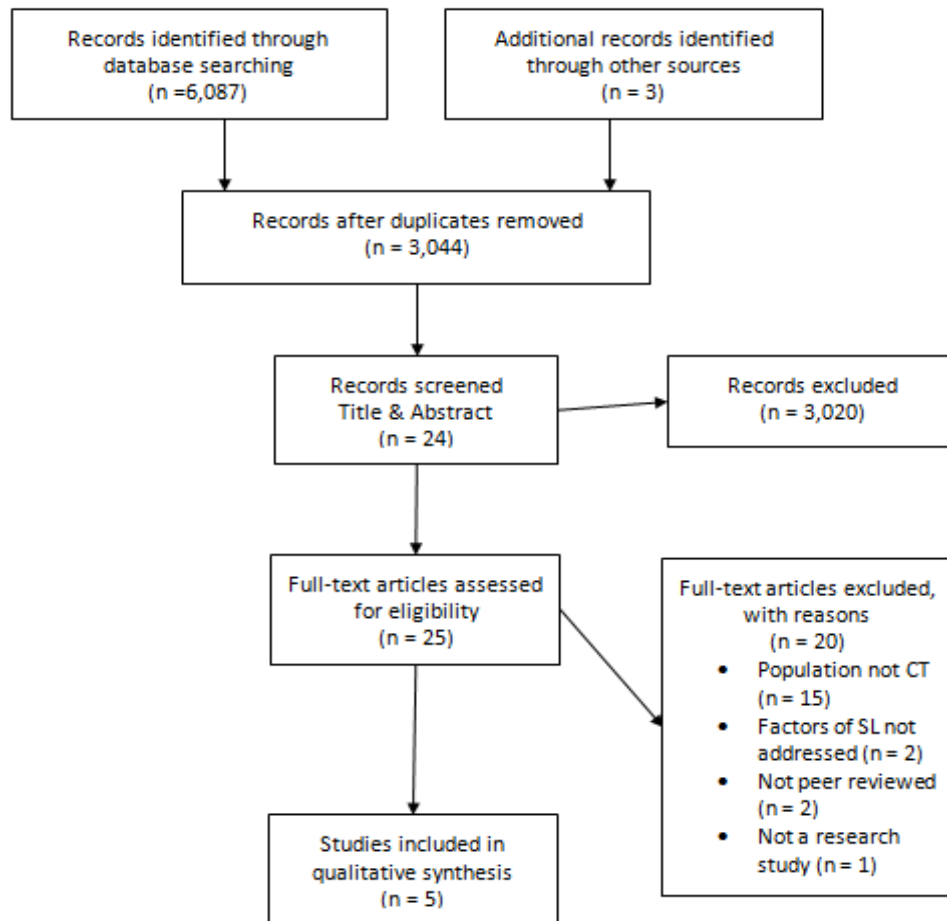 Records identified through
database searching
(n =6,087)
Additional records identified
through other sources
(n = 3)
Records after duplicates removed
(n = 3,044)
Records screened
Title & Abstract
(n = 24)
Records excluded
(n = 3,020)
Full-text articles assessed
for eligibility
(n = 25)
Full-text articles excluded,
with reasons
(n = 20)
• Population not CT
(n = 15)
• Factors of SL not
addressed (n = 2)
• Not peer reviewed
(n = 2)
• Not a research
study (n = 1)
Studies included in
qualitative synthesis
(n = 5)